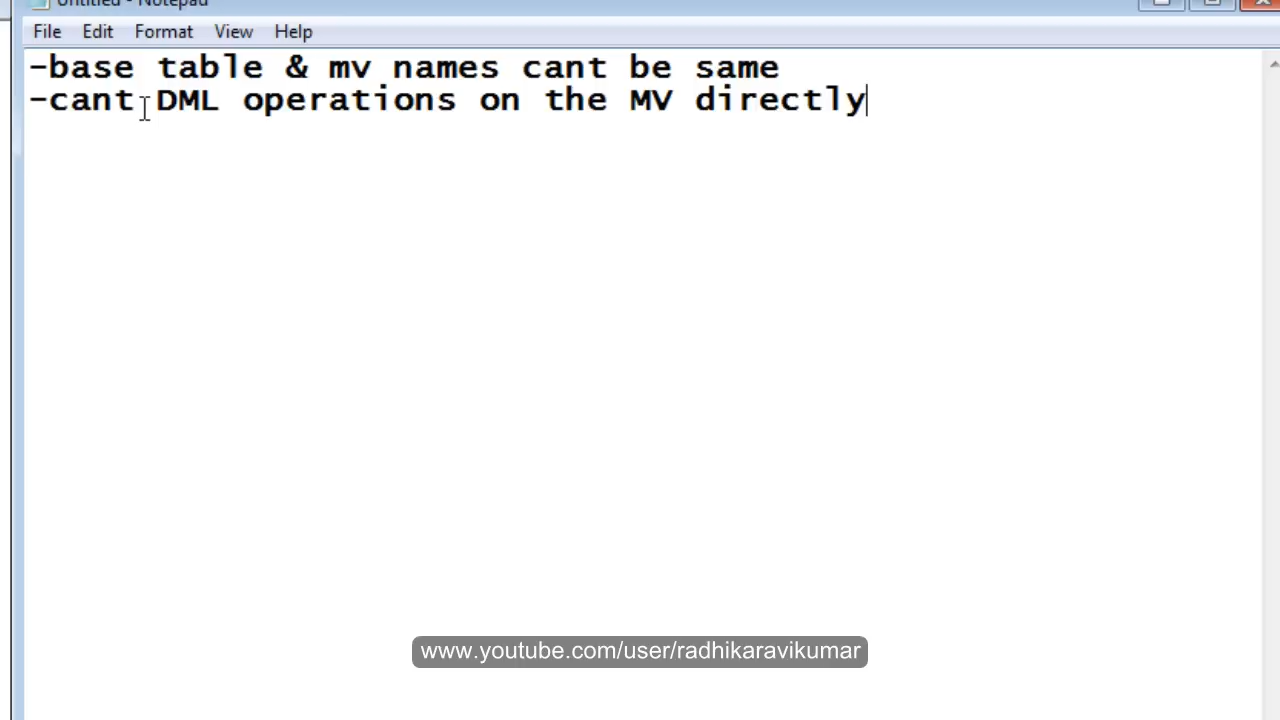 Untitled - Notepad
File Edit Format View Help
-base table & mv names cant be same
-cant DML operations on the MV directly
www.youtube.com/user/radhikaravikumar